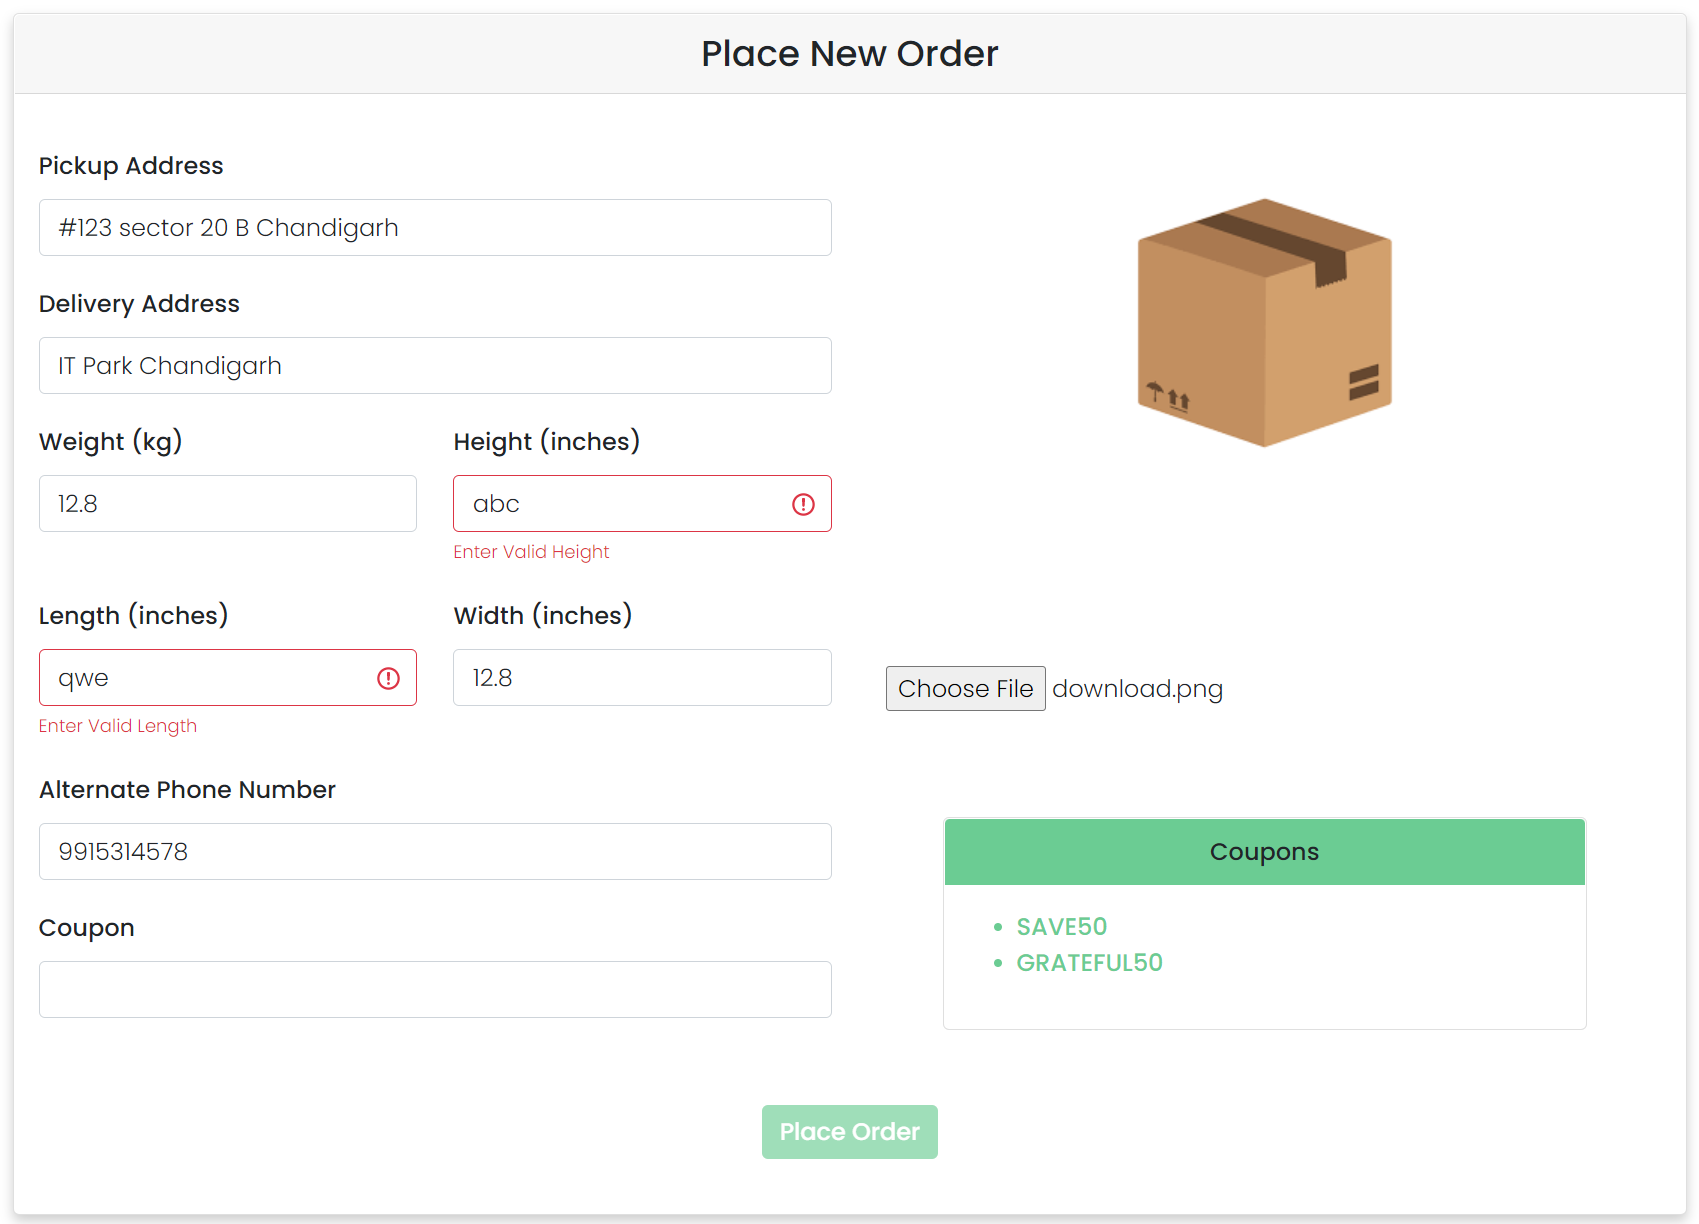 Place New Order
Pickup Address
#123 sector 20 B Chandigarh
Delivery Address
IT Park Chandigarh
Weight (kg)
Height (inches)
12.8
abc
Enter Valid Height
Length (inches)
Width (inches)
qwe
12.8
Enter Valid Length
Choose File download.png
Alternate Phone Number
9915314578
Coupon
Coupons
SAVE50
GRATEFUL50
Place Order